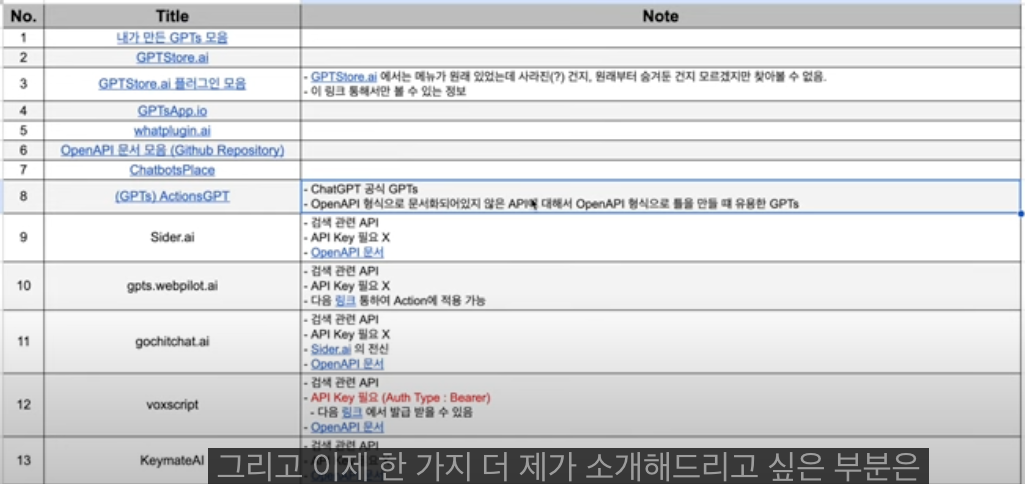 No. Title Note
1 내가 만든 GPTs 모음
2 GPTStore.ai
3 GPTStore.ai 플러그인 모음
- GPTStore.ai 에서는 메뉴가 원래 있었는데 사라진(?) 건지, 원래부터 숨겨둔 건지 모르겠지만 찾아볼 수 없음.
- 이 링크 통해서만 볼 수 있는 정보
4 GPTsApp.io
5 whatplugin.ai
6 OpenAPI 문서 모음 (Github Repository)
7 ChatbotsPlace
8 (GPTs) ActionsGPT
- ChatGPT 공식 GPTs
- OpenAPI 형식으로 문서화되어있지 않은 API에 대해서 OpenAPI 형식으로 틀을 만들 때 유용한 GPTs
9 Sider.ai
- 검색 관련 API
- API Key 필요 X
- OpenAPI 문서
10 gpts.webpilot.ai
- 검색 관련 API
- API Key 필요 X
- 다음 링크 통하여 Action에 적용 가능
11 gochitchat.ai
- 검색 관련 API
- API Key 필요 X
- Sider.ai 의 전신
- OpenAPI 문서
12 voxscript
- 검색 관련 API
- API Key 필요 (Auth Type : Bearer)
- 다음 링크 에서 발급 받을 수 있음
- OpenAPI 문서
13 KeymateAI
- 검색 관련 API
그리고 이제 한 가지 더 제가 소개해드리고 싶은 부분은